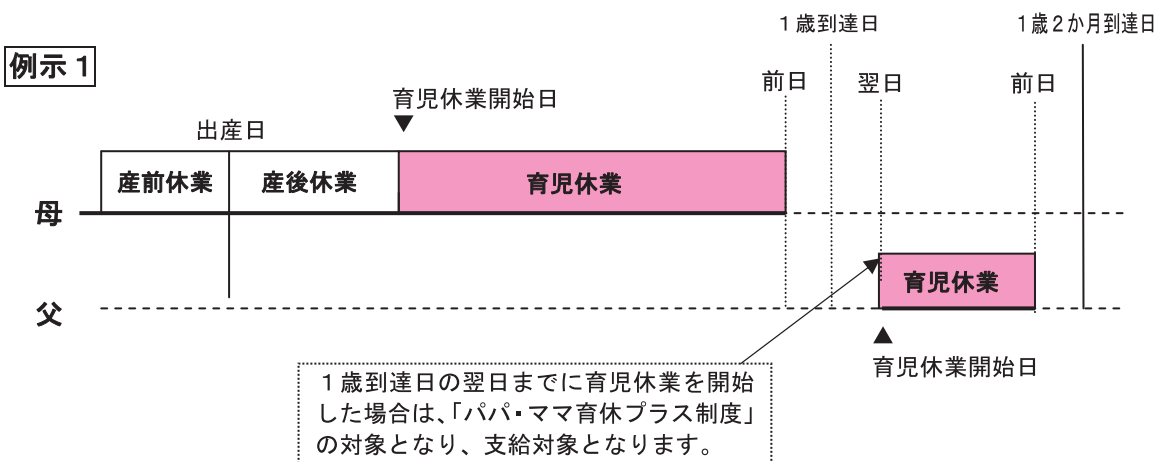 1歳到達日
1歳2か月到達日
例示1
前日
翌日
前日
育児休業開始日
▼
出産日
産前休業
産後休業
育児休業
母
育児休業
父
▲
育児休業開始日
1歳到達日の翌日までに育児休業を開始
した場合は、「パパ・ママ育休プラス制度」
の対象となり、支給対象となります。